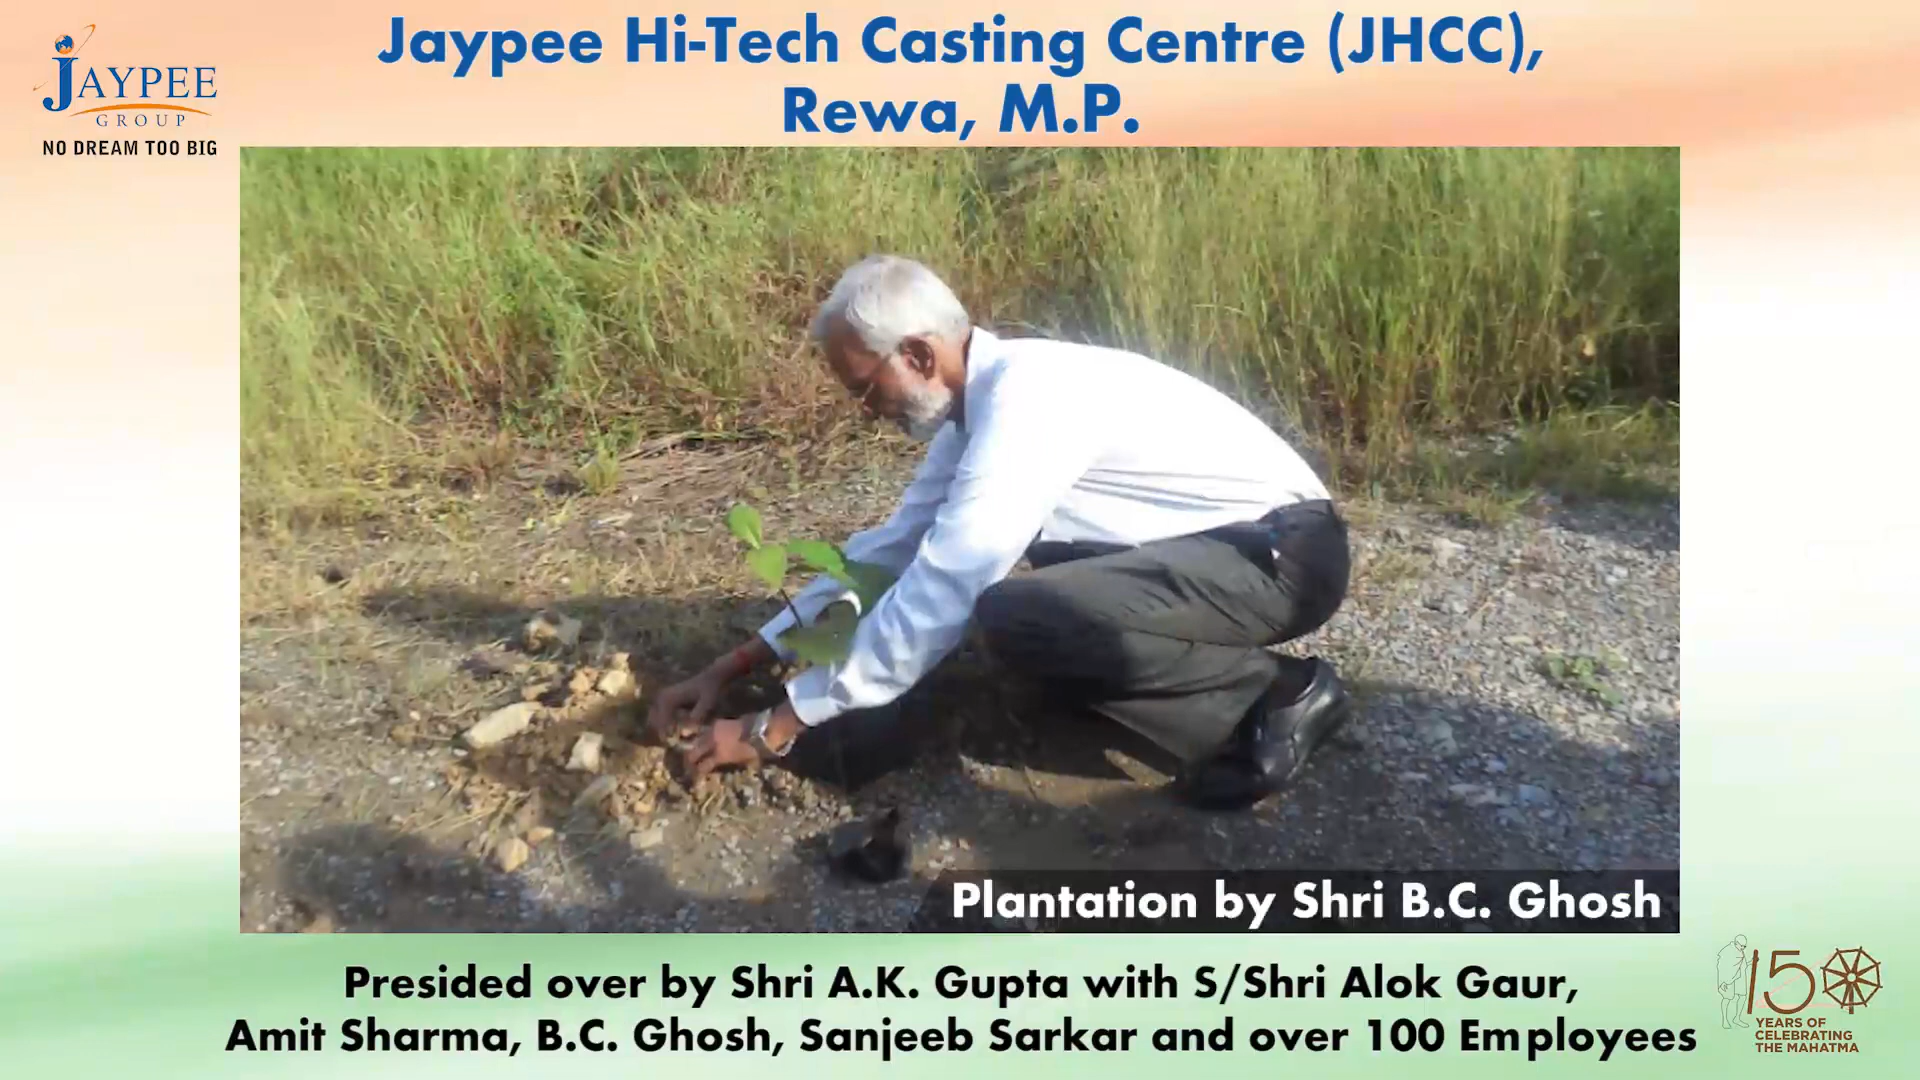 Jaypee Hi-Tech Casting Centre (JHCC),
Rewa, M.P.
JAYPEE
GROUP
NO DREAM TOO BIG
Plantation by Shri B.C. Ghosh
Presided over by Shri A.K. Gupta with S/Shri Alok Gaur,
Amit Sharma, B.C. Ghosh, Sanjeeb Sarkar and over 100 Employees
150
YEARS OF
CELEBRATING
THE MAHATMA